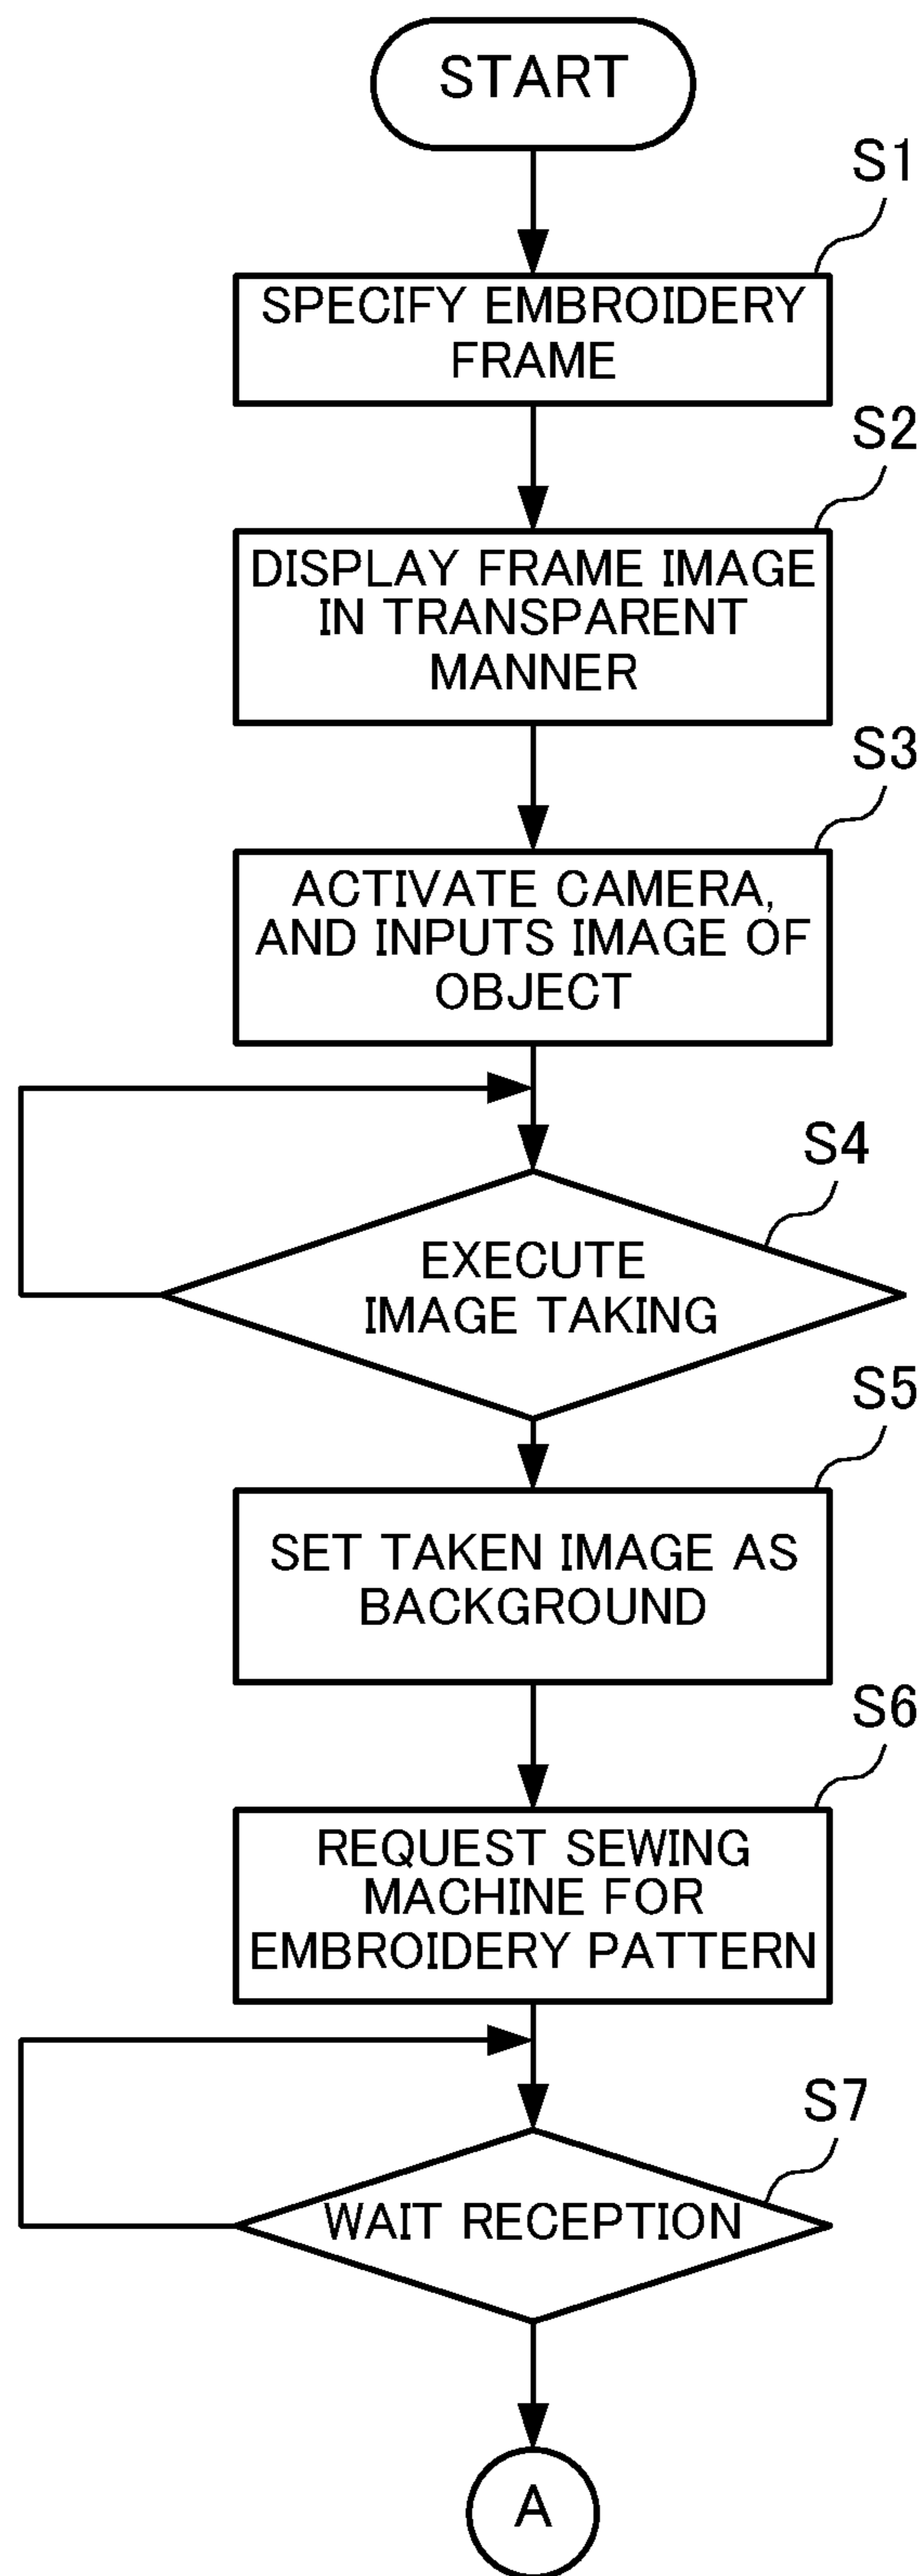 START
S1
SPECIFY EMBROIDERY
FRAME
S2
DISPLAY FRAME IMAGE
IN TRANSPARENT
MANNER
S3
ACTIVATE CAMERA,
AND INPUTS IMAGE OF
OBJECT
S4
EXECUTE
IMAGE TAKING
S5
SET TAKEN IMAGE AS
BACKGROUND
S6
REQUEST SEWING
MACHINE FOR
EMBROIDERY PATTERN
S7
WAIT RECEPTION
A